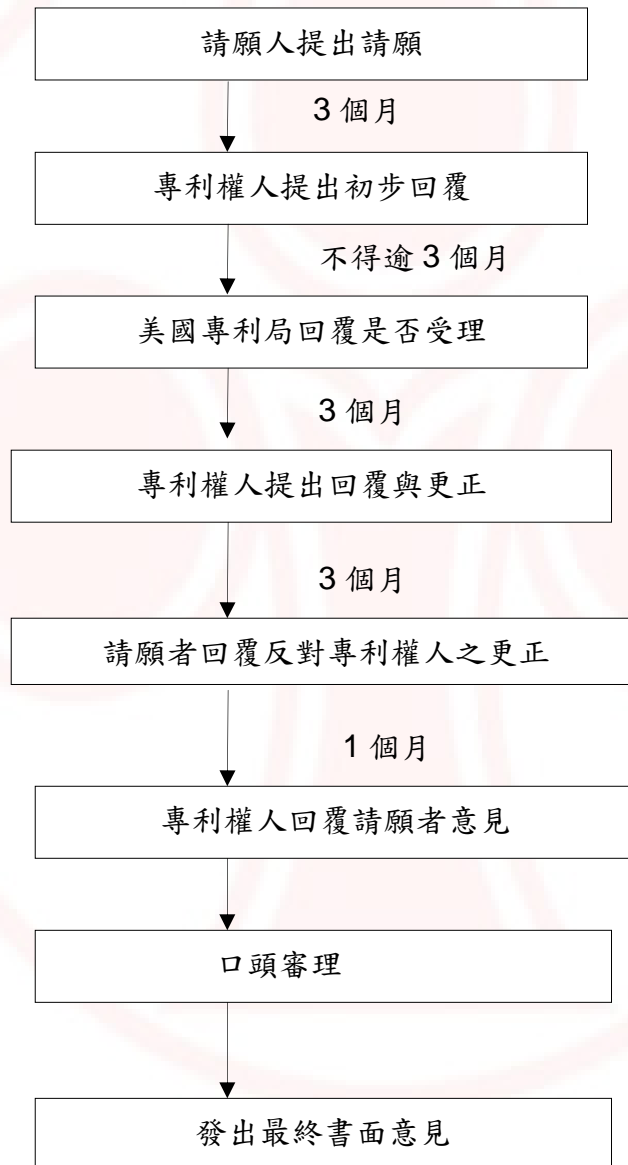 請願人提出請願
3 個月
專利權人提出初步回覆
不得逾 3 個月
美國專利局回覆是否受理
3 個月
專利權人提出回覆與更正
3 個月
請願者回覆反對專利權人之更正
1 個月
專利權人回覆請願者意見
口頭審理
發出最終書面意見